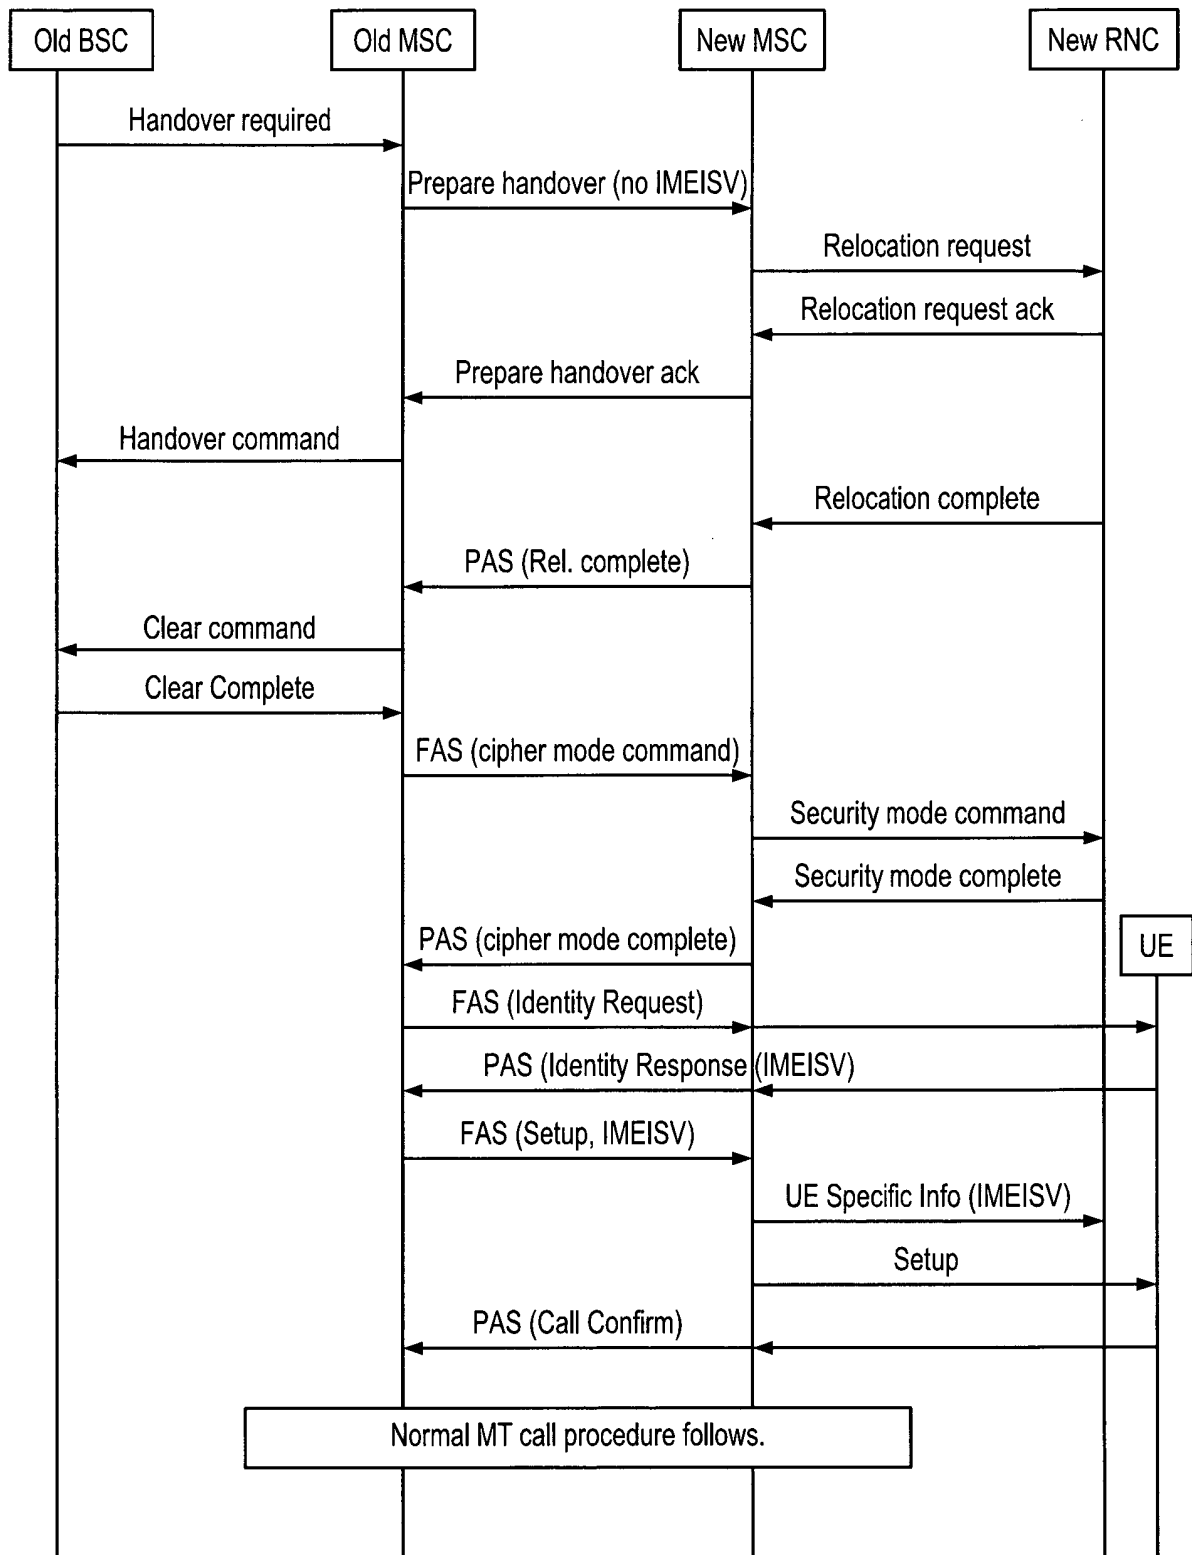 Old BSC
Old MSC
New MSC
New RNC
Handover required
Prepare handover (no IMEISV)
Relocation request
Relocation request ack
Prepare handover ack
Handover command
Relocation complete
PAS (Rel. complete)
Clear command
Clear Complete
FAS (cipher mode command)
Security mode command
Security mode complete
PAS (cipher mode complete)
UE
FAS (Identity Request)
PAS (Identity Response (IMEISV)
FAS (Setup, IMEISV)
UE Specific Info (IMEISV)
Setup
PAS (Call Confirm)
Normal MT call procedure follows.